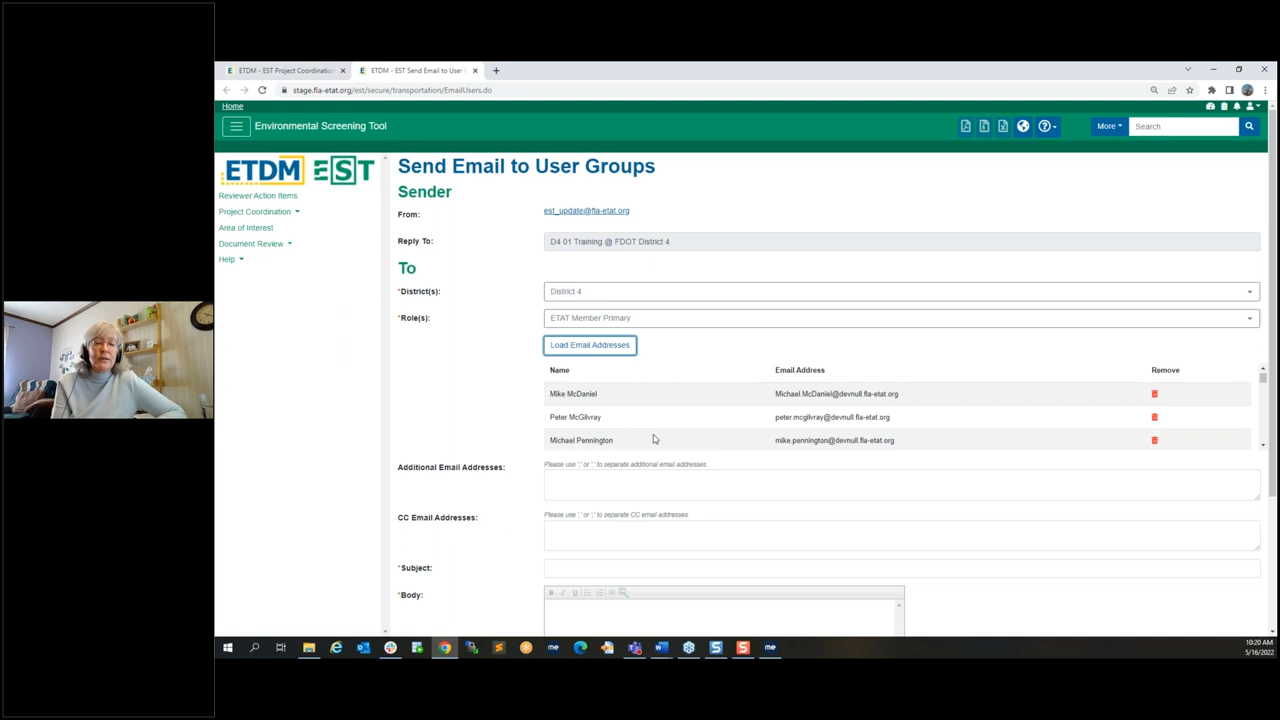 ETDM - EST Project Coordination
ETDM - EST Send Email to User
stage.fla-etat.org/est/secure/transportation/EmailUsers.do
Home
Environmental Screening Tool
More
Search
ETDM EST
Reviewer Action Items
Project Coordination
Area of Interest
Document Review
Help
Send Email to User Groups
Sender
From: est_update@fla-etat.org
Reply To: D4 01 Training @ FDOT District 4
To
*District(s): District 4
*Role(s): ETAT Member Primary
Load Email Addresses
Name Email Address Remove
Mike McDaniel Michael.McDaniel@devnull.fla-etat.org
Peter McGilvray peter.mcgilvray@devnull.fla-etat.org
Michael Pennington mike.pennington@devnull.fla-etat.org
Additional Email Addresses: Please use ',' or ';' to separate additional email addresses.
CC Email Addresses: Please use ',' or ';' to separate CC email addresses.
*Subject:
*Body:
B I U
10:20 AM
5/16/2022